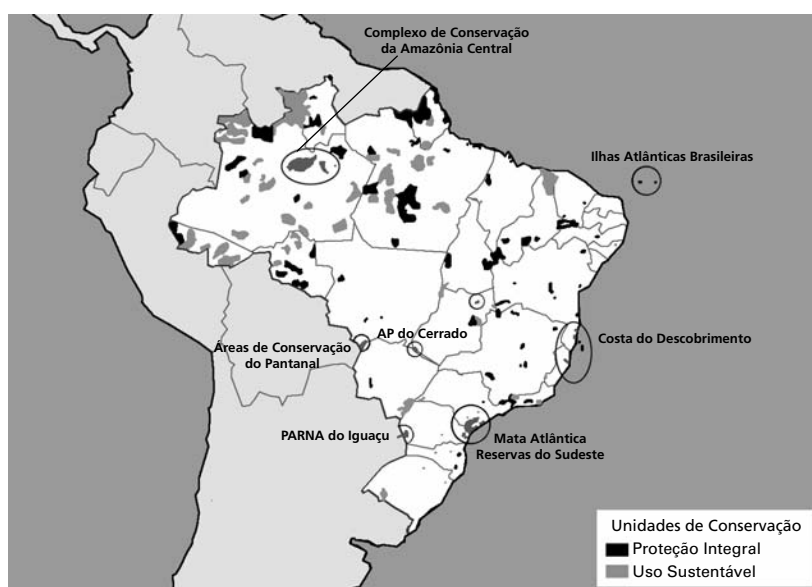 Complexo de Conservação
da Amazônia Central
Ilhas Atlânticas Brasileiras
AP do Cerrado
Áreas de Conservação
do Pantanal
Costa do Descobrimento
PARNA do Iguaçu
Mata Atlântica
Reservas do Sudeste
Unidades de Conservação
Proteção Integral
Uso Sustentável